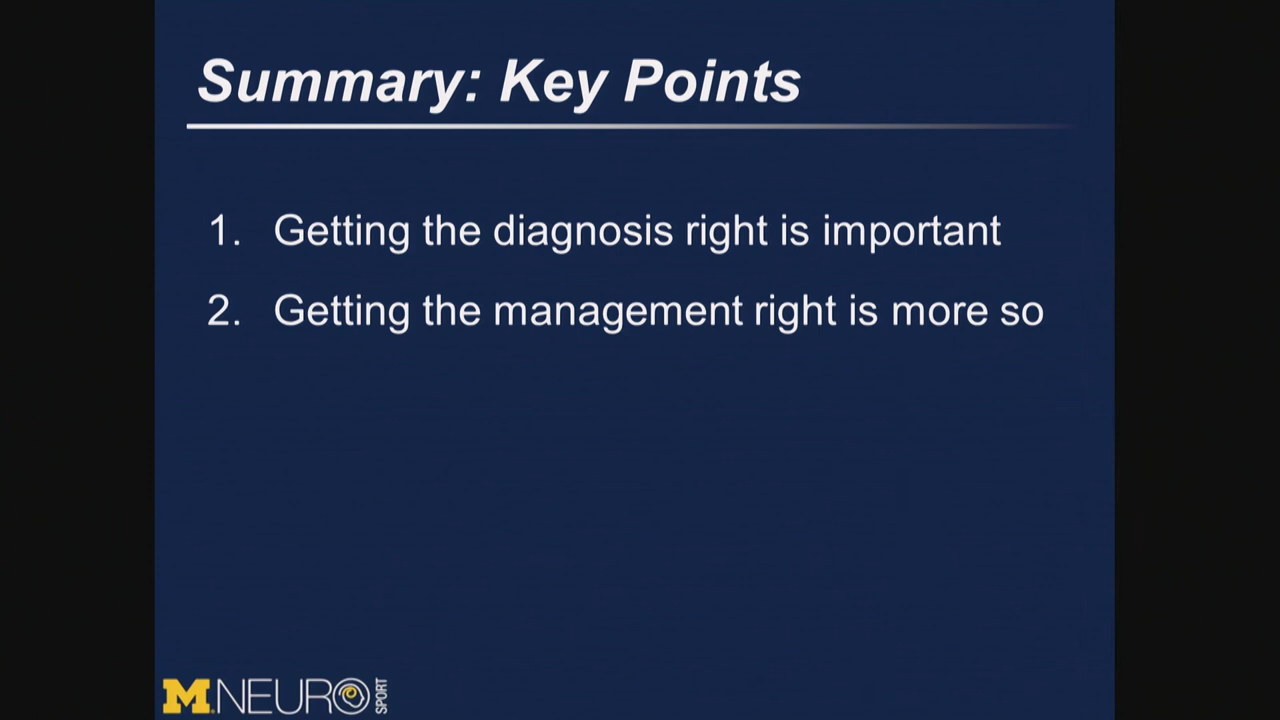 Summary: Key Points
1. Getting the diagnosis right is important
2. Getting the management right is more so
M NEURO SPORT